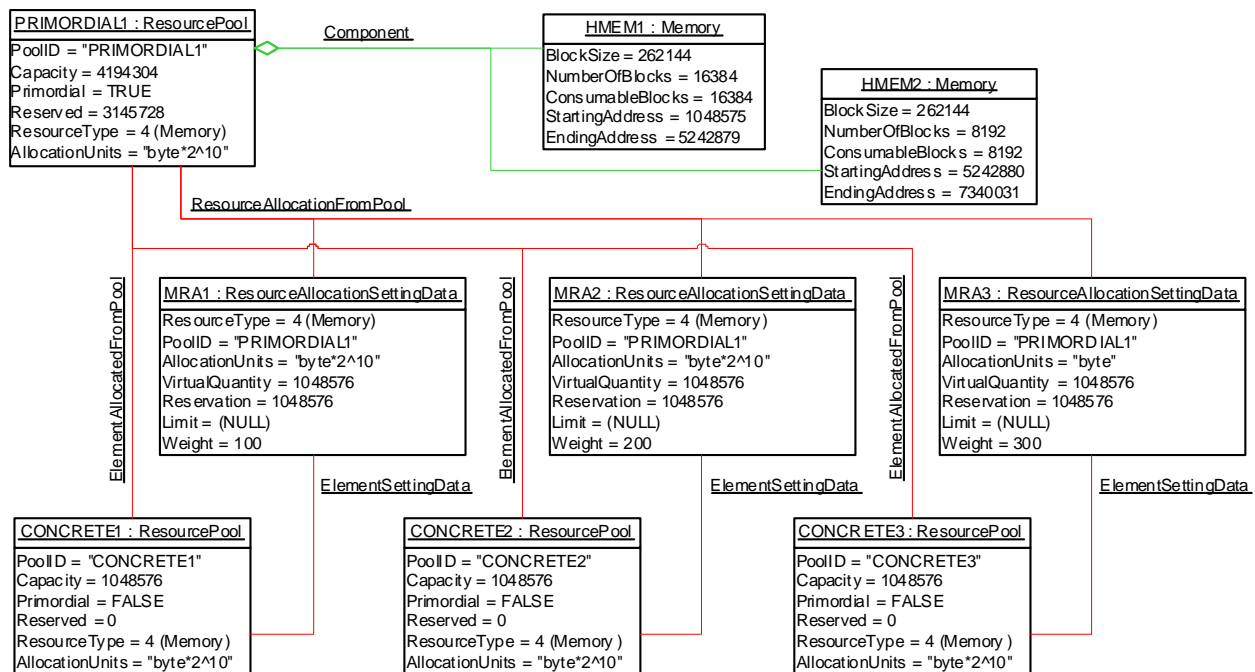 PRIMORDIAL1 : ResourcePool
PoolID = "PRIMORDIAL1"
Capacity = 4194304
Primordial = TRUE
Reserved = 3145728
ResourceType = 4 (Memory)
AllocationUnits = "byte*2^10"
Component
HMEM1 : Memory
BlockSize = 262144
NumberOfBlocks = 16384
ConsumableBlocks = 16384
StartingAddress = 1048575
EndingAddress = 5242879
HMEM2 : Memory
BlockSize = 262144
NumberOfBlocks = 8192
ConsumableBlocks = 8192
StartingAddress = 5242880
EndingAddress = 7340031
ResourceAllocationFromPool
ElementAllocatedFromPool
MRA1 : ResourceAllocationSettingData
ResourceType = 4 (Memory)
PoolID = "PRIMORDIAL1"
AllocationUnits = "byte*2^10"
VirtualQuantity = 1048576
Reservation = 1048576
Limit = (NULL)
Weight = 100
ElementAllocatedFromPool
MRA2 : ResourceAllocationSettingData
ResourceType = 4 (Memory)
PoolID = "PRIMORDIAL1"
AllocationUnits = "byte*2^10"
VirtualQuantity = 1048576
Reservation = 1048576
Limit = (NULL)
Weight = 200
ElementAllocatedFromPool
MRA3 : ResourceAllocationSettingData
ResourceType = 4 (Memory)
PoolID = "PRIMORDIAL1"
AllocationUnits = "byte"
VirtualQuantity = 1048576
Reservation = 1048576
Limit = (NULL)
Weight = 300
ElementSettingData
ElementSettingData
ElementSettingData
CONCRETE1 : ResourcePool
PoolID = "CONCRETE1"
Capacity = 1048576
Primordial = FALSE
Reserved = 0
ResourceType = 4 (Memory)
AllocationUnits = "byte*2^10"
CONCRETE2 : ResourcePool
PoolID = "CONCRETE2"
Capacity = 1048576
Primordial = FALSE
Reserved = 0
ResourceType = 4 (Memory)
AllocationUnits = "byte*2^10"
CONCRETE3 : ResourcePool
PoolID = "CONCRETE3"
Capacity = 1048576
Primordial = FALSE
Reserved = 0
ResourceType = 4 (Memory)
AllocationUnits = "byte*2^10"